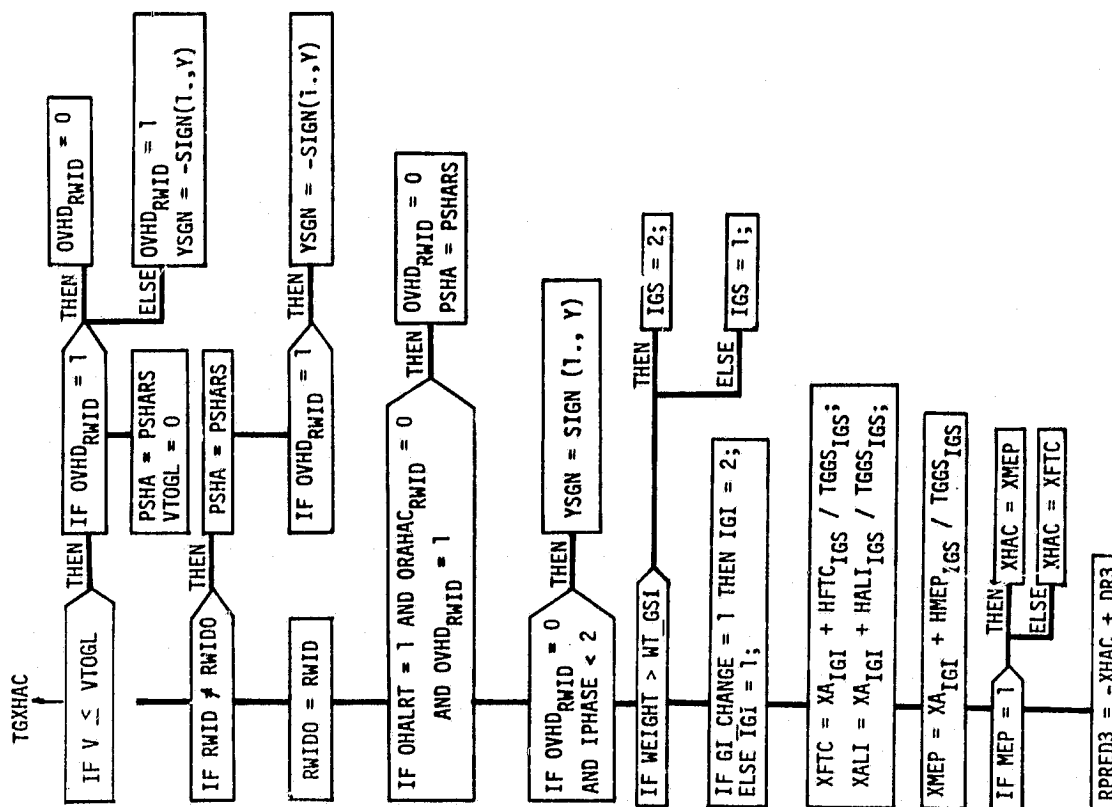 TGXHAC
IF V ≤ VTOGL
THEN
IF OVHD_RWID = 1
THEN
OVHD_RWID = 0
ELSE
OVHD_RWID = 1
YSGN = -SIGN(1.,Y)
PSHA = PSHARS
VTOGL = 0
IF RWID ≠ RWIDO
THEN
PSHA = PSHARS
IF OVHD_RWID = 1
THEN
YSGN = -SIGN(1.,Y)
RWIDO = RWID
IF OHALRT = 1 AND ORAHAC_RWID = 0
AND OVHD_RWID = 1
THEN
OVHD_RWID = 0
PSHA = PSHARS
IF OVHD_RWID = 0
AND IPHASE < 2
THEN
YSGN = SIGN (1., Y)
IF WEIGHT > WT_GS1
THEN
IGS = 2;
ELSE
IGS = 1;
IF GI_CHANGE = 1 THEN IGI = 2;
ELSE IGI = 1;
XFTC = XA_IGI + HFTC_IGS / TGGS_IGS;
XALI = XA_IGI + HALI_IGS / TGGS_IGS;
XMEP = XA_IGI + HMEP_IGS / TGGS_IGS
IF MEP = 1
THEN
XHAC = XMEP
ELSE
XHAC = XFTC
RPRED3 = -XHAC + DR3